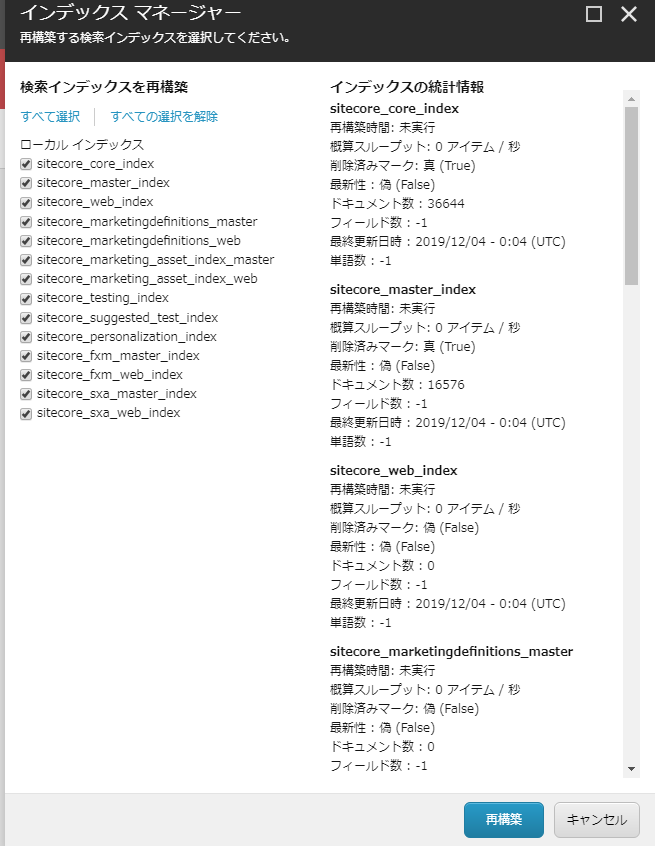 インデックス マネージャー
再構築する検索インデックスを選択してください。
検索インデックスを再構築
すべて選択
すべての選択を解除
ローカル インデックス
sitecore_core_index
sitecore_master_index
sitecore_web_index
sitecore_marketingdefinitions_master
sitecore_marketingdefinitions_web
sitecore_marketing_asset_index_master
sitecore_marketing_asset_index_web
sitecore_testing_index
sitecore_suggested_test_index
sitecore_personalization_index
sitecore_fxm_master_index
sitecore_fxm_web_index
sitecore_sxa_master_index
sitecore_sxa_web_index
インデックスの統計情報
sitecore_core_index
再構築時間: 未実行
概算スループット: 0 アイテム / 秒
削除済みマーク: 真 (True)
最新性 : 偽 (False)
ドキュメント数 : 36644
フィールド数 : -1
最終更新日時 : 2019/12/04 - 0:04 (UTC)
単語数 : -1
sitecore_master_index
再構築時間: 未実行
概算スループット: 0 アイテム / 秒
削除済みマーク: 真 (True)
最新性 : 偽 (False)
ドキュメント数 : 16576
フィールド数 : -1
最終更新日時 : 2019/12/04 - 0:04 (UTC)
単語数 : -1
sitecore_web_index
再構築時間: 未実行
概算スループット: 0 アイテム / 秒
削除済みマーク: 偽 (False)
最新性 : 偽 (False)
ドキュメント数 : 0
フィールド数 : -1
最終更新日時 : 2019/12/04 - 0:04 (UTC)
単語数 : -1
sitecore_marketingdefinitions_master
再構築時間: 未実行
概算スループット: 0 アイテム / 秒
削除済みマーク: 偽 (False)
最新性 : 偽 (False)
ドキュメント数 : 0
フィールド数 : -1
再構築
キャンセル